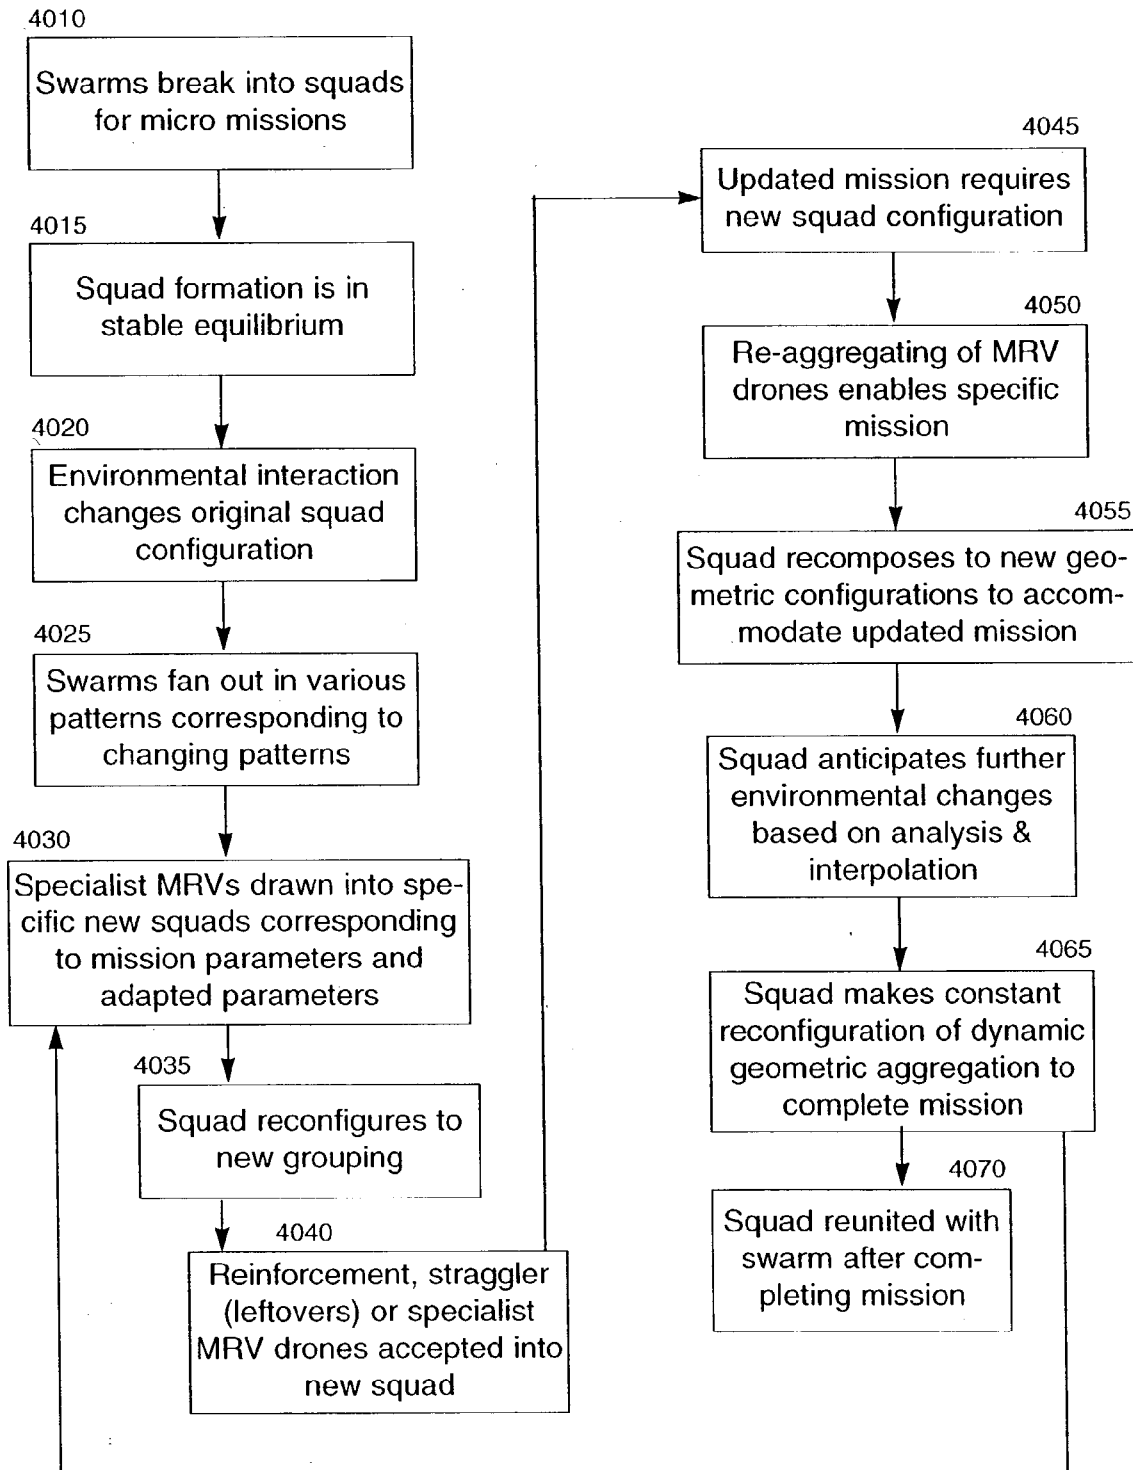 4010
Swarms break into squads
for micro missions
4015
Squad formation is in
stable equilibrium
4020
Environmental interaction
changes original squad
configuration
4025
Swarms fan out in various
patterns corresponding to
changing patterns
4030
Specialist MRVs drawn into spe-
cific new squads corresponding
to mission parameters and
adapted parameters
4035
Squad reconfigures to
new grouping
4040
Reinforcement, straggler
(leftovers) or specialist
MRV drones accepted into
new squad
4045
Updated mission requires
new squad configuration
4050
Re-aggregating of MRV
drones enables specific
mission
4055
Squad recomposes to new geo-
metric configurations to accom-
modate updated mission
4060
Squad anticipates further
environmental changes
based on analysis &
interpolation
4065
Squad makes constant
reconfiguration of dynamic
geometric aggregation to
complete mission
4070
Squad reunited with
swarm after com-
pleting mission